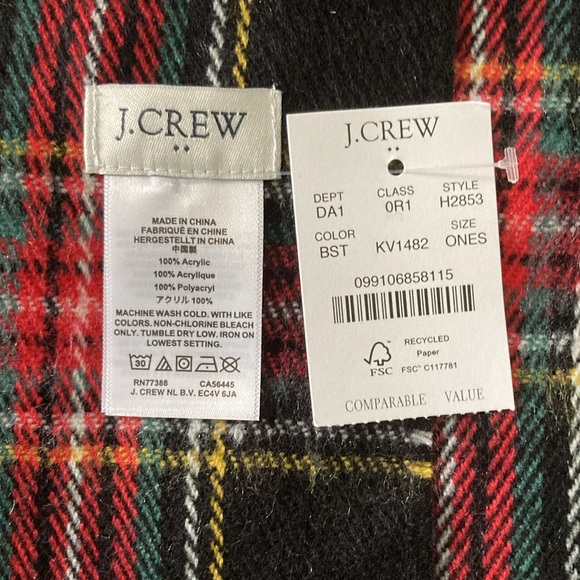 J.CREW
MADE IN CHINA
FABRIQUÉ EN CHINE
HERGESTELLT IN CHINA
中国製
100% Acrylic
100% Acrylique
100% Polyacryl
アクリル 100%
MACHINE WASH COLD. WITH LIKE
COLORS. NON-CHLORINE BLEACH
ONLY. TUMBLE DRY LOW. IRON ON
LOWEST SETTING.
30
RN77388 CA56445
J. CREW NL B.V. EC4V 6JA
J.CREW
DEPT CLASS STYLE
DA1 0R1 H2853
COLOR SIZE
BST KV1482 ONES
099106858115
FSC
RECYCLED
Paper
FSC® C117781
COMPARABLE VALUE